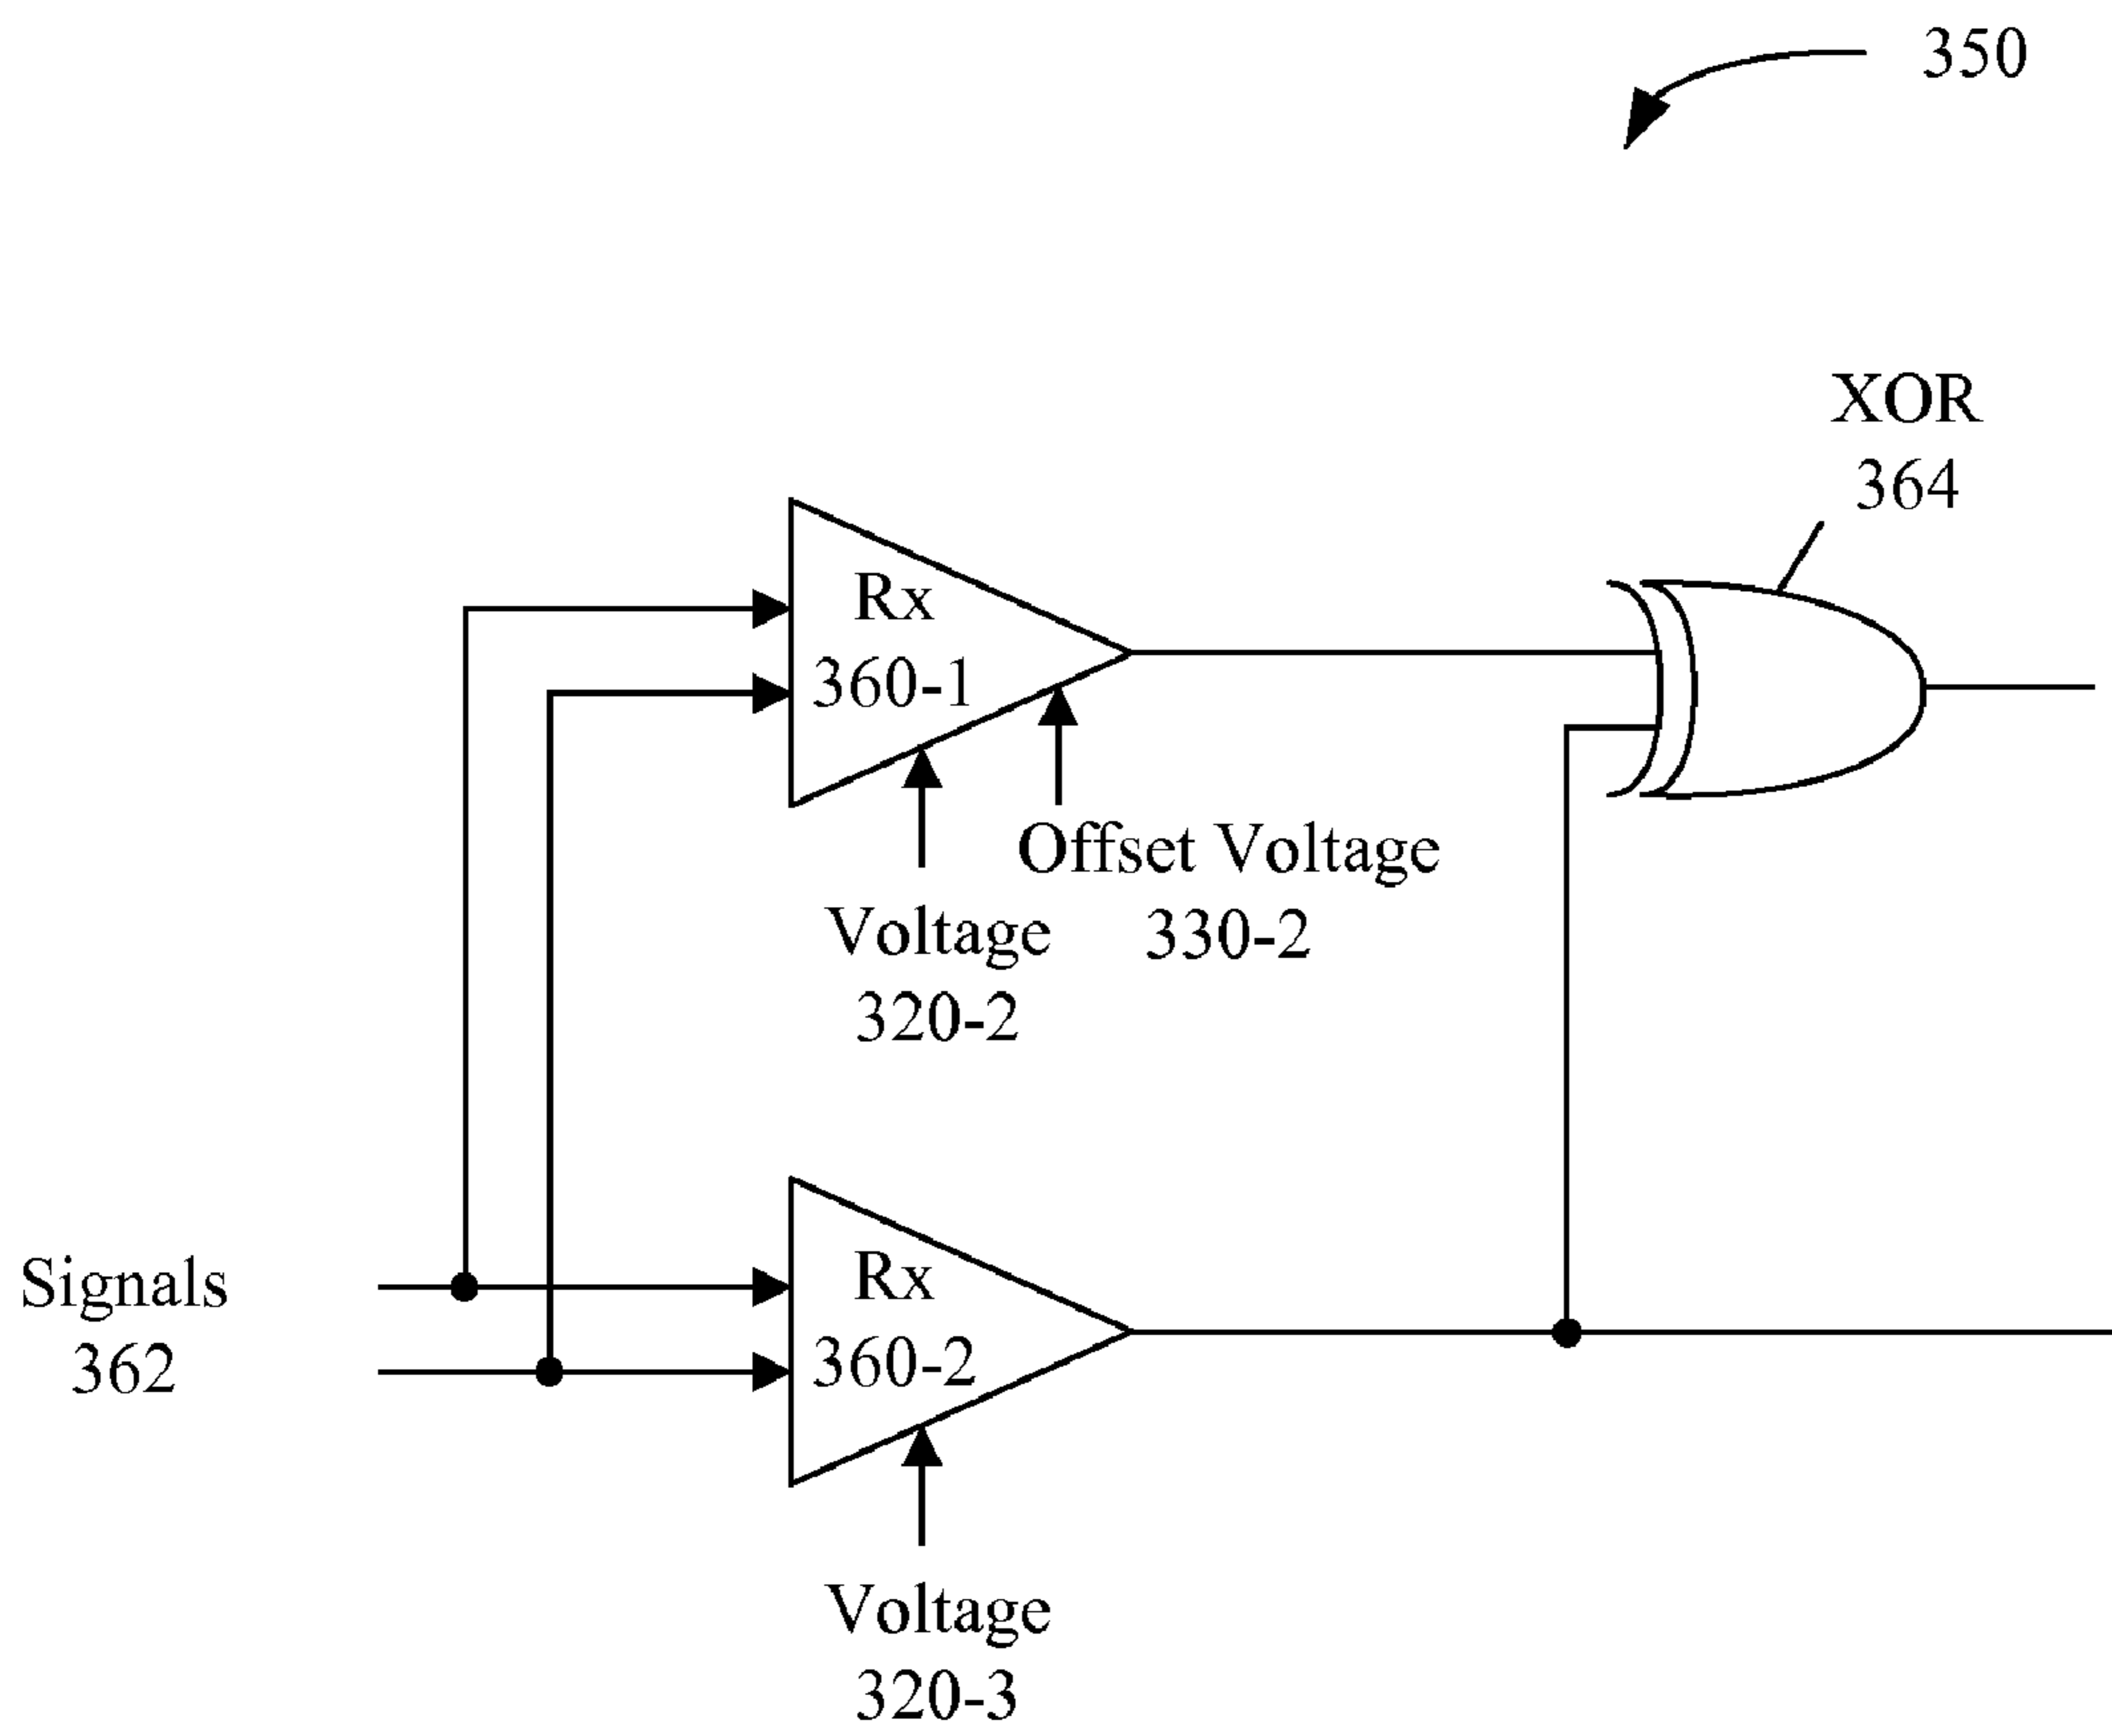 350
XOR
364
Rx
360-1
Offset Voltage
330-2
Voltage
320-2
Signals
362
Rx
360-2
Voltage
320-3